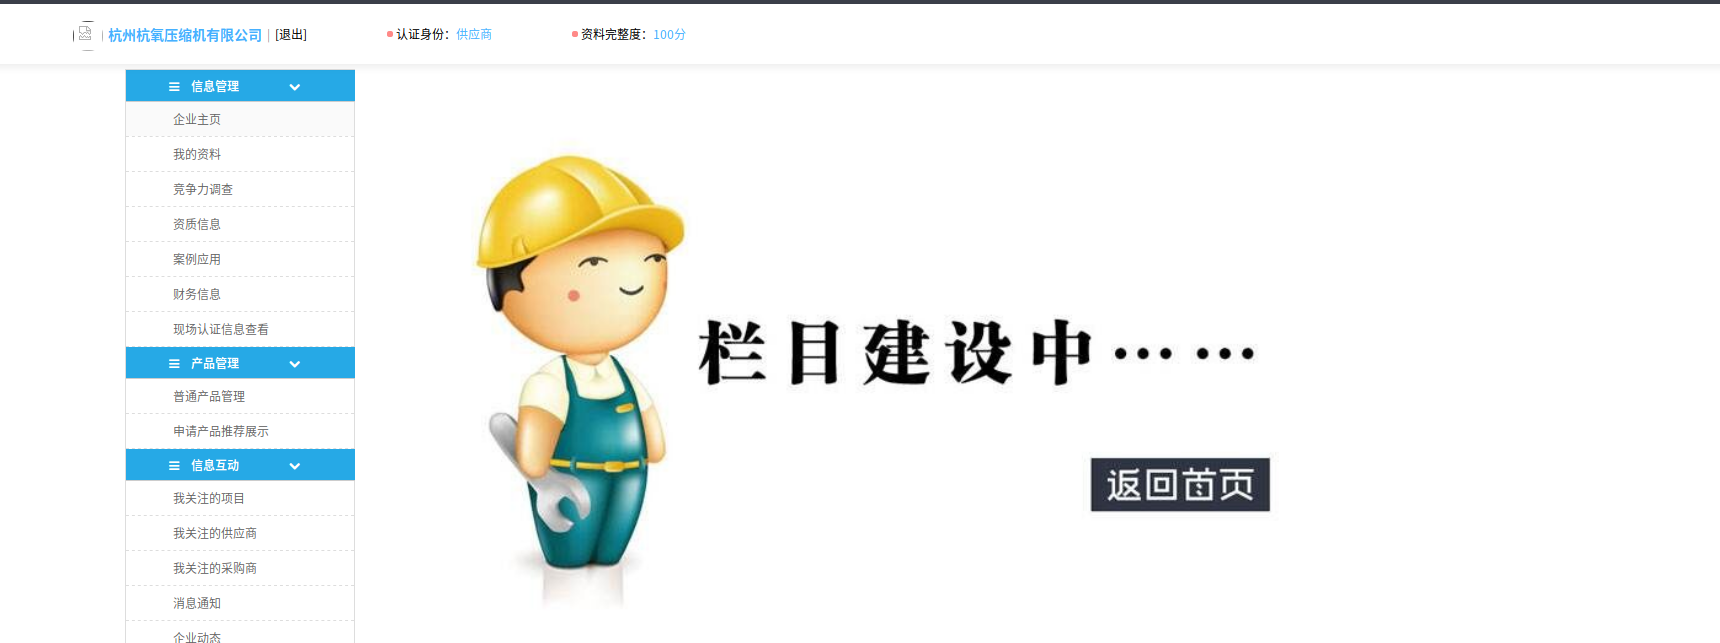 杭州杭氧压缩机有限公司 | [退出] 认证身份：供应商 资料完整度：100分
信息管理
企业主页
我的资料
竞争力调查
资质信息
案例应用
财务信息
现场认证信息查看
产品管理
普通产品管理
申请产品推荐展示
信息互动
我关注的项目
我关注的供应商
我关注的采购商
消息通知
企业动态
栏目建设中……
返回首页